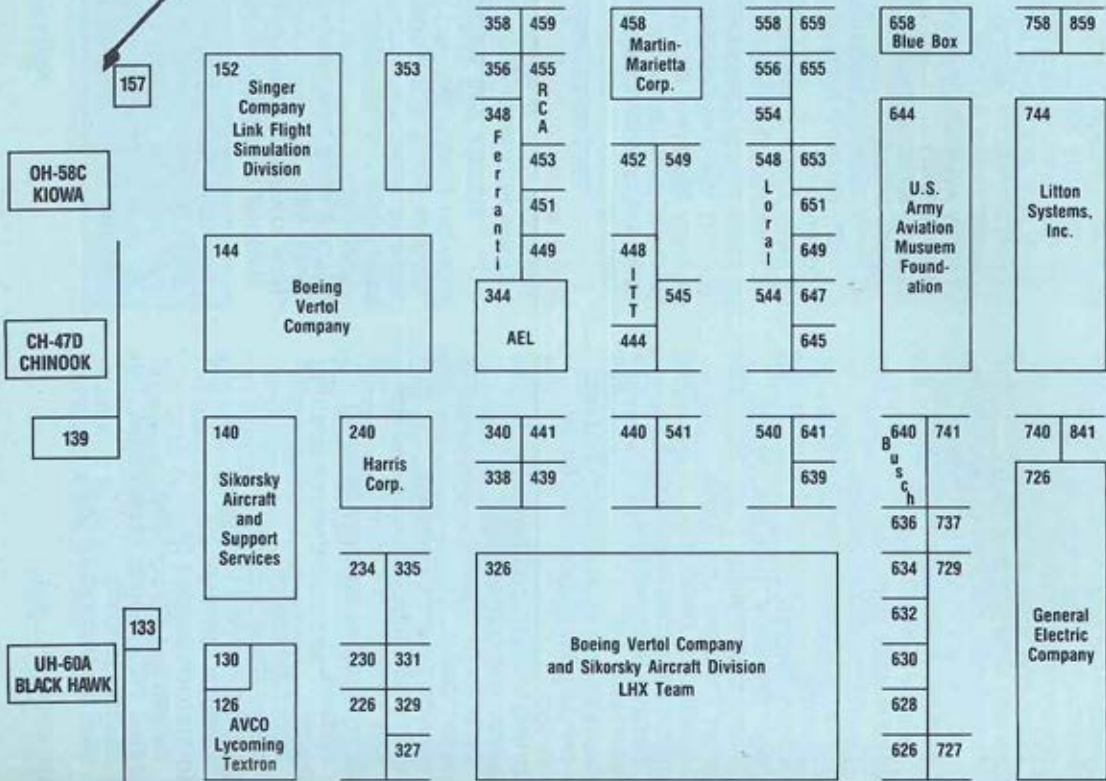 358 459
458
Martin-
Marietta
Corp.
558 659
658
Blue Box
758 859
157
152
Singer
Company
Link Flight
Simulation
Division
353
356 455
RCA
556 655
348
Ferranti
554
644
U.S.
Army
Aviation
Musuem
Found-
ation
744
Litton
Systems,
Inc.
OH-58C
KIOWA
453
452 549
548 653
Loral
451
651
144
Boeing
Vertol
Company
449
448
ITT
649
344
AEL
545
544 647
CH-47D
CHINOOK
444
645
139
140
Sikorsky
Aircraft
and
Support
Services
240
Harris
Corp.
340 441
440 541
540 641
640 741
Busch
740 841
338 439
639
726
General
Electric
Company
636 737
234 335
326
Boeing Vertol Company
and Sikorsky Aircraft Division
LHX Team
634 729
632
133
UH-60A
BLACK HAWK
130
230 331
630
126
AVCO
Lycoming
Textron
226 329
628
327
626 727